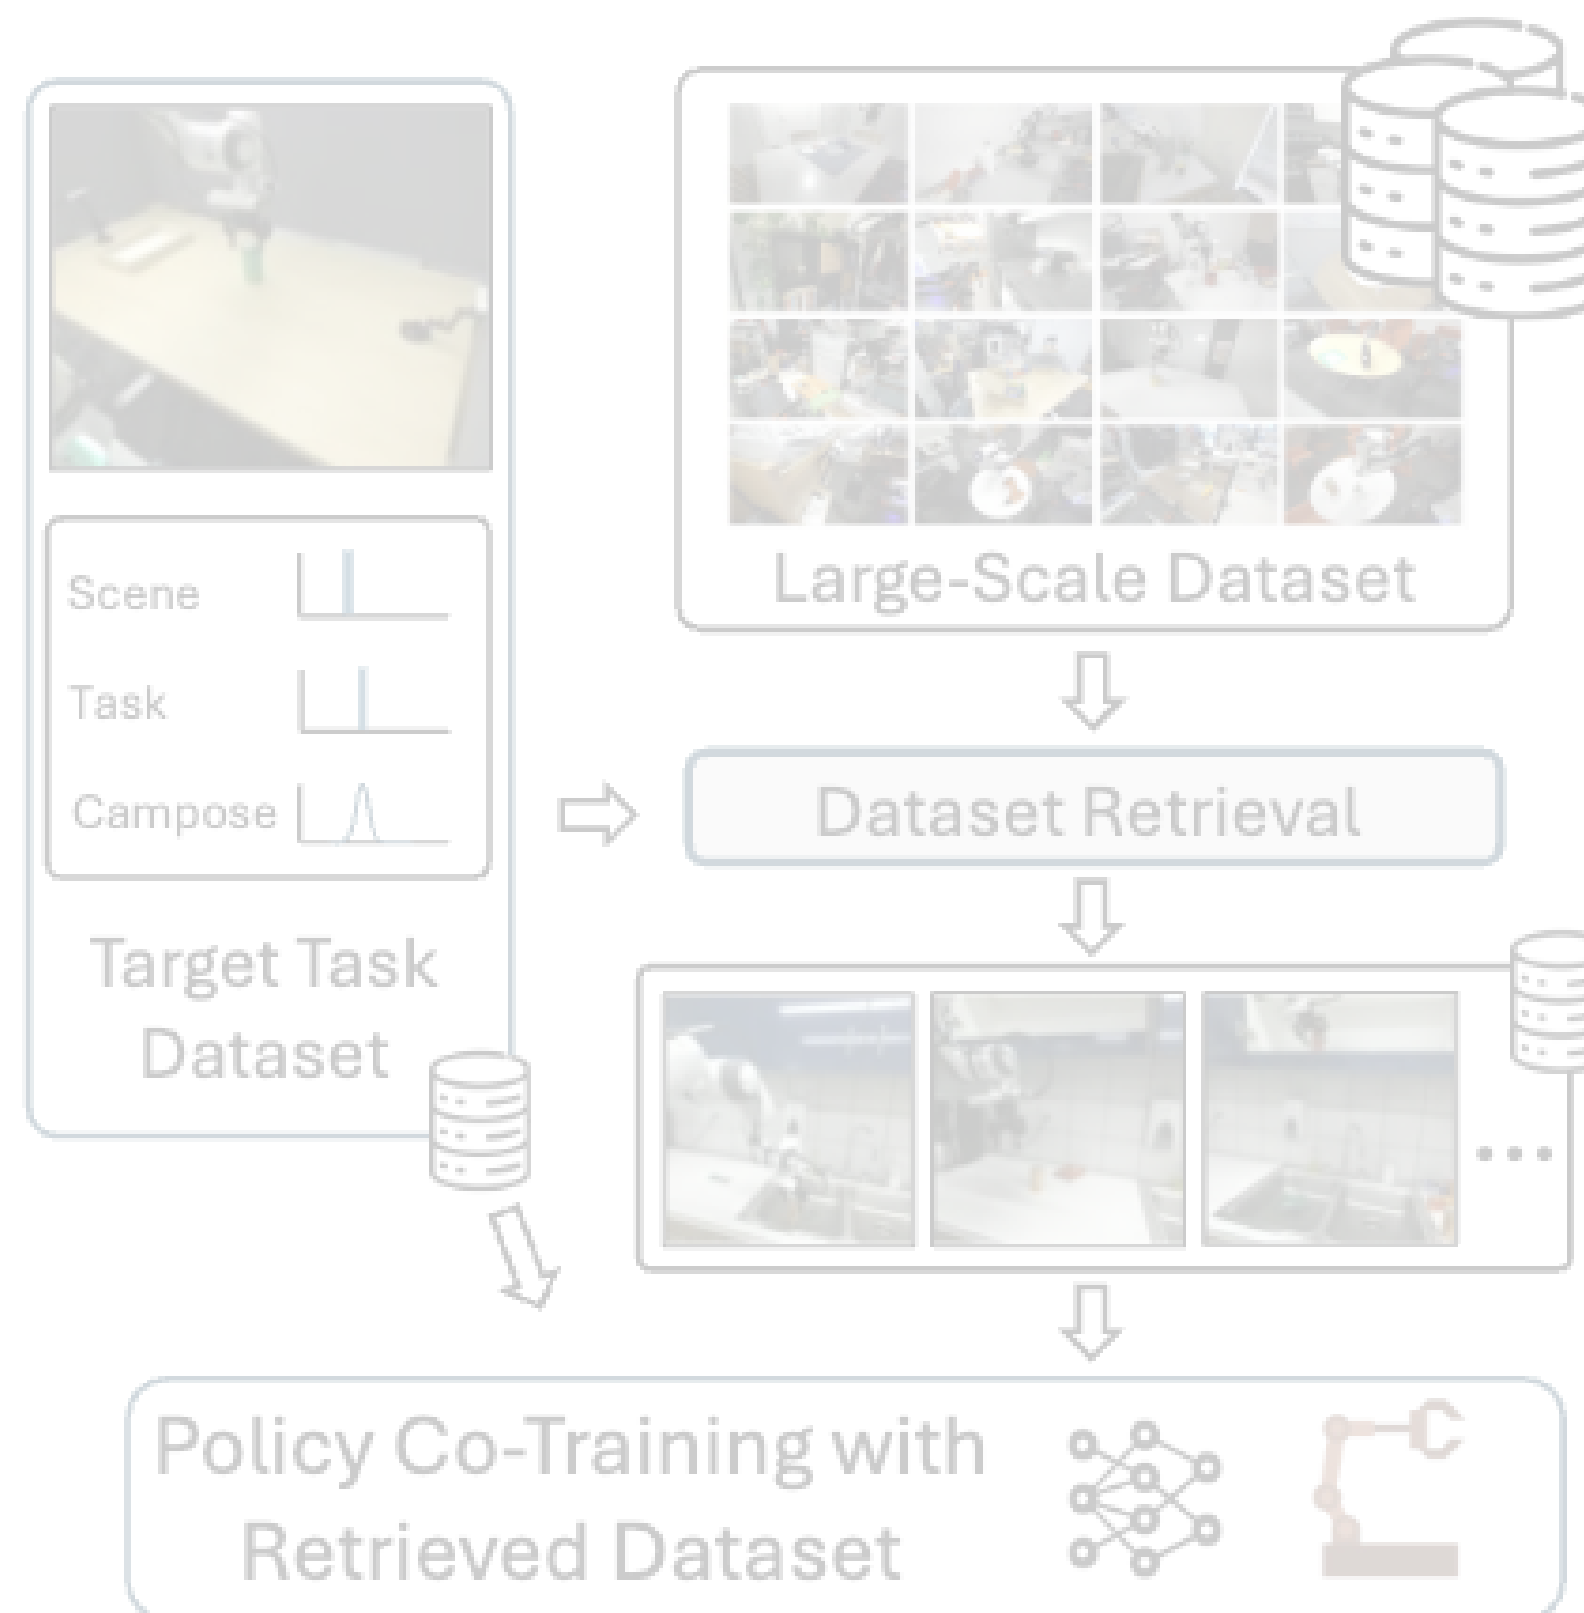 Scene
Task
Campose
Target Task
Dataset
Large-Scale Dataset
Dataset Retrieval
Policy Co-Training with
Retrieved Dataset